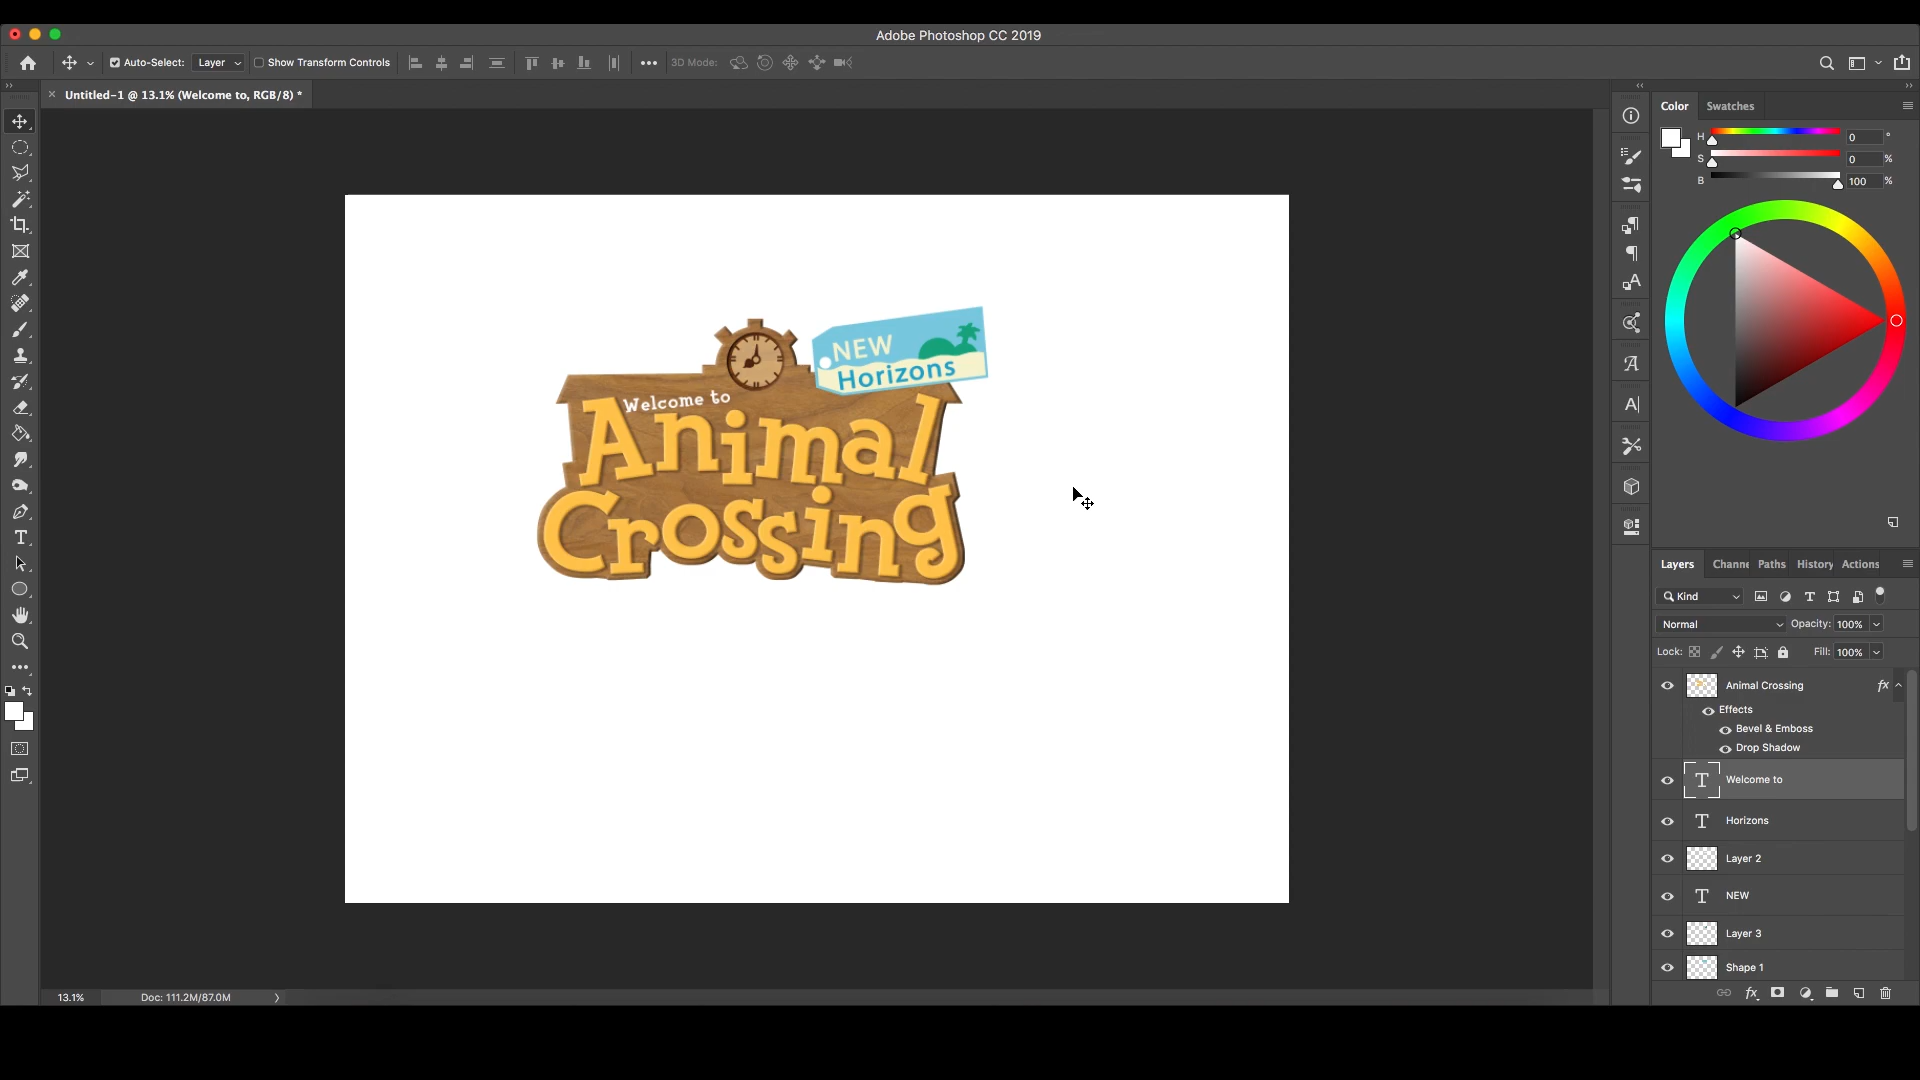 Adobe Photoshop CC 2019
Auto-Select: Layer Show Transform Controls 3D Mode:
Untitled-1 @ 13.1% (Welcome to, RGB/8) *
Color Swatches
H 0 °
S 0 %
B 100 %
NEW
Horizons
Welcome to
Animal
Crossing
Layers Channe Paths History Actions
Kind
Normal Opacity: 100%
Lock: Fill: 100%
Animal Crossing fx
Effects
Bevel & Emboss
Drop Shadow
T Welcome to
T Horizons
Layer 2
T NEW
Layer 3
Shape 1
fx
13.1% Doc: 111.2M/87.0M